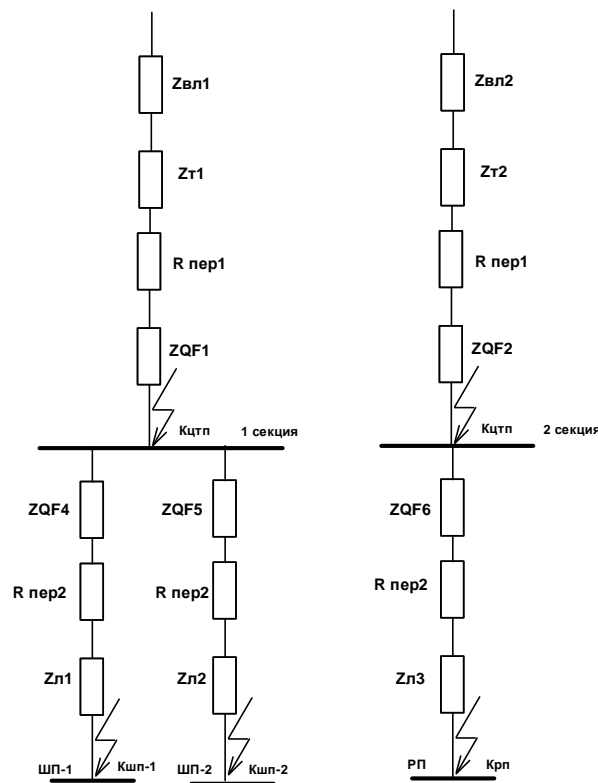 Zвл1
Zвл2
Zт1
Zт2
R пер1
R пер1
ZQF1
ZQF2
Кцтп
1 секция
Кцтп
2 секция
ZQF4
ZQF5
ZQF6
R пер2
R пер2
R пер2
Zл1
Zл2
Zл3
ШП-1
Кшп-1
ШП-2
Кшп-2
РП
Крп